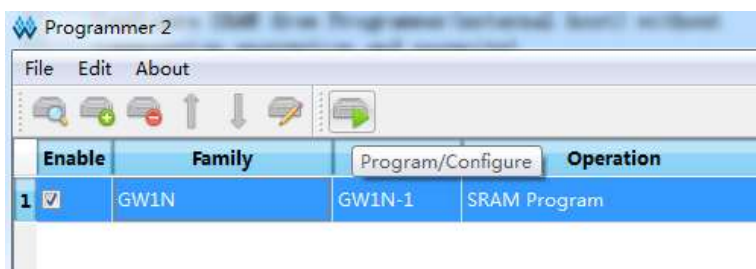 Programmer 2
File Edit About
Enable Family Operation
Program/Configure
1 GW1N GW1N-1 SRAM Program